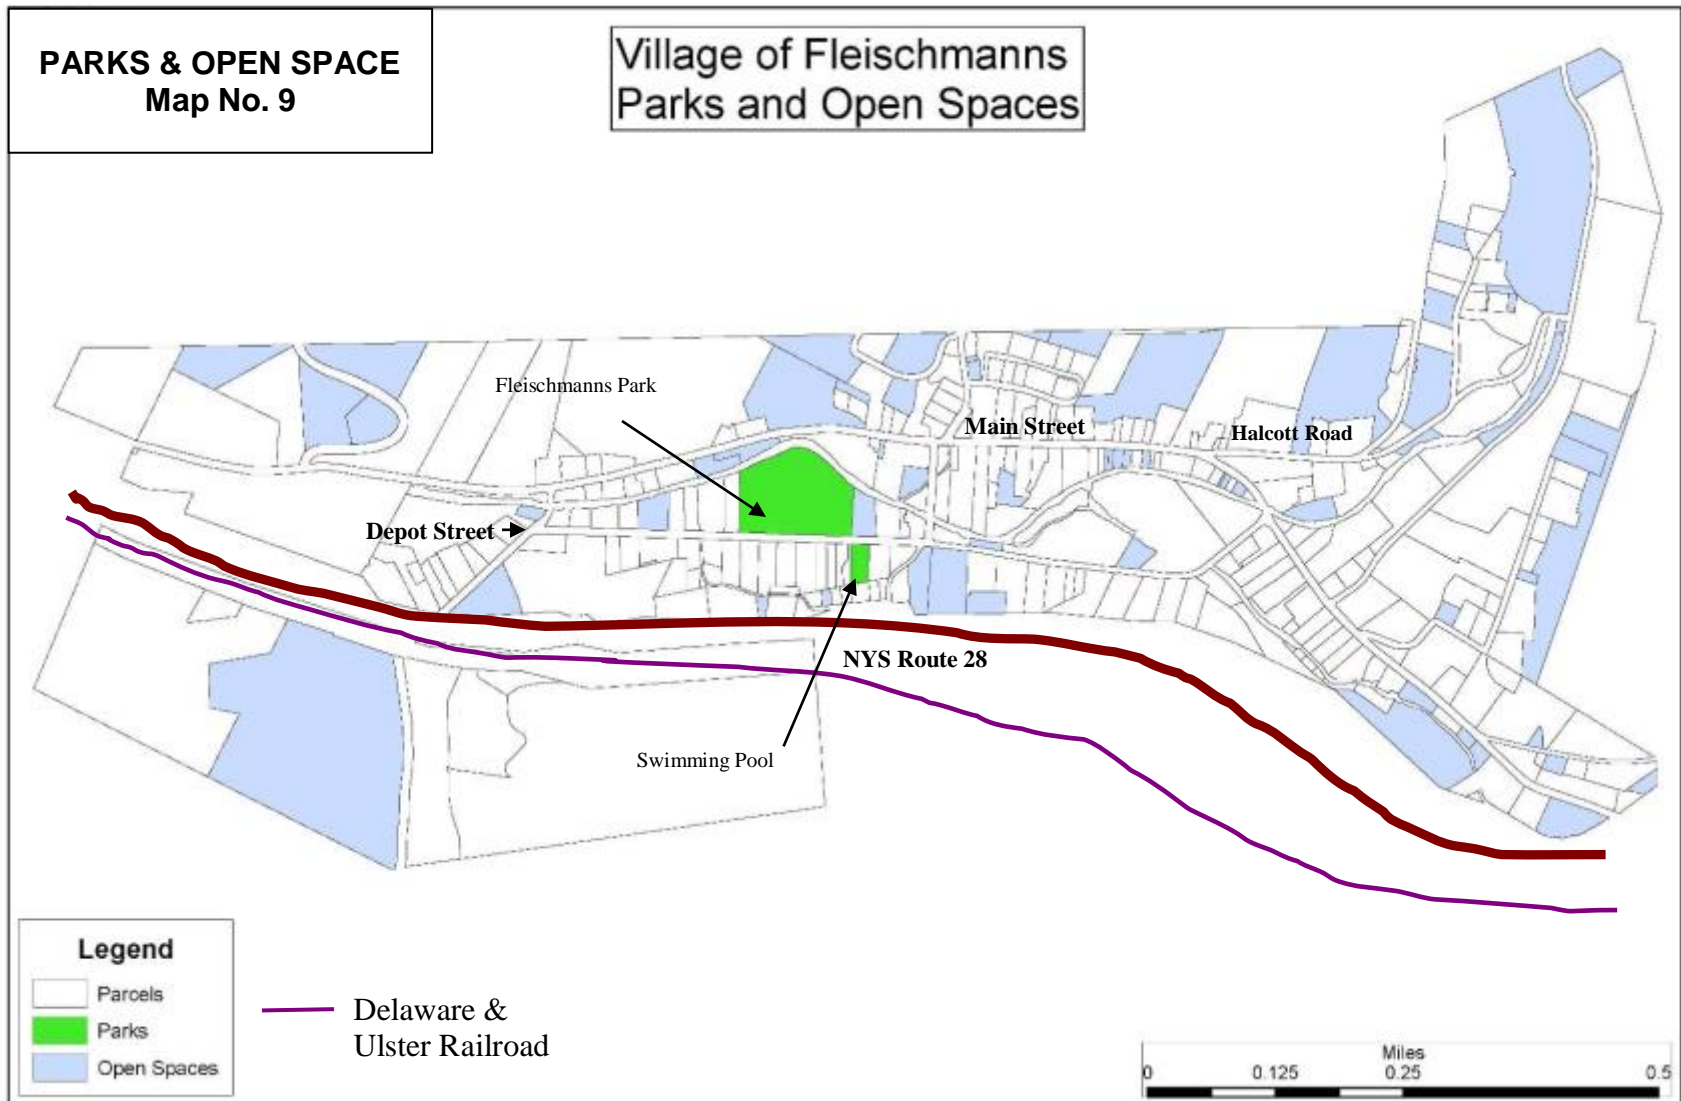 PARKS & OPEN SPACE
Map No. 9
Village of Fleischmanns
Parks and Open Spaces
Fleischmanns Park
Main Street
Halcott Road
Depot Street
NYS Route 28
Swimming Pool
Legend
Parcels
Parks
Open Spaces
Delaware &
Ulster Railroad
Miles
0 0.125 0.25 0.5